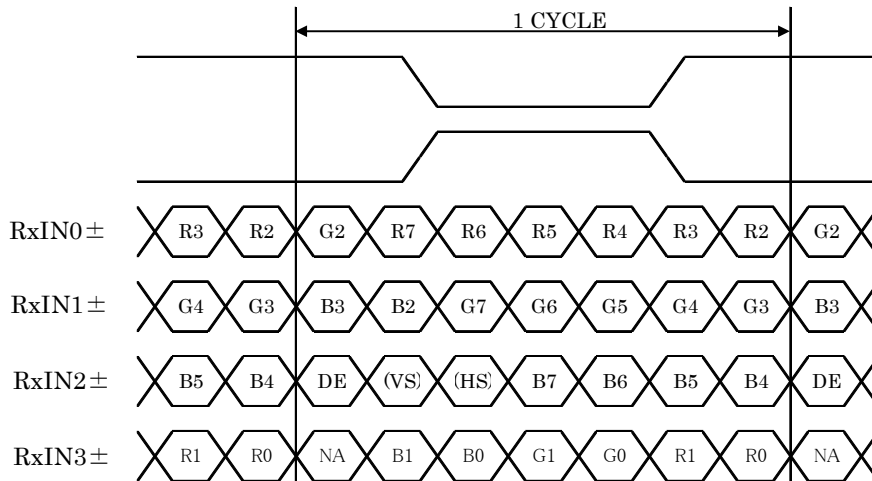 1 CYCLE
RxIN0± R3 R2 G2 R7 R6 R5 R4 R3 R2 G2
RxIN1± G4 G3 B3 B2 G7 G6 G5 G4 G3 B3
RxIN2± B5 B4 DE (VS) (HS) B7 B6 B5 B4 DE
RxIN3± R1 R0 NA B1 B0 G1 G0 R1 R0 NA